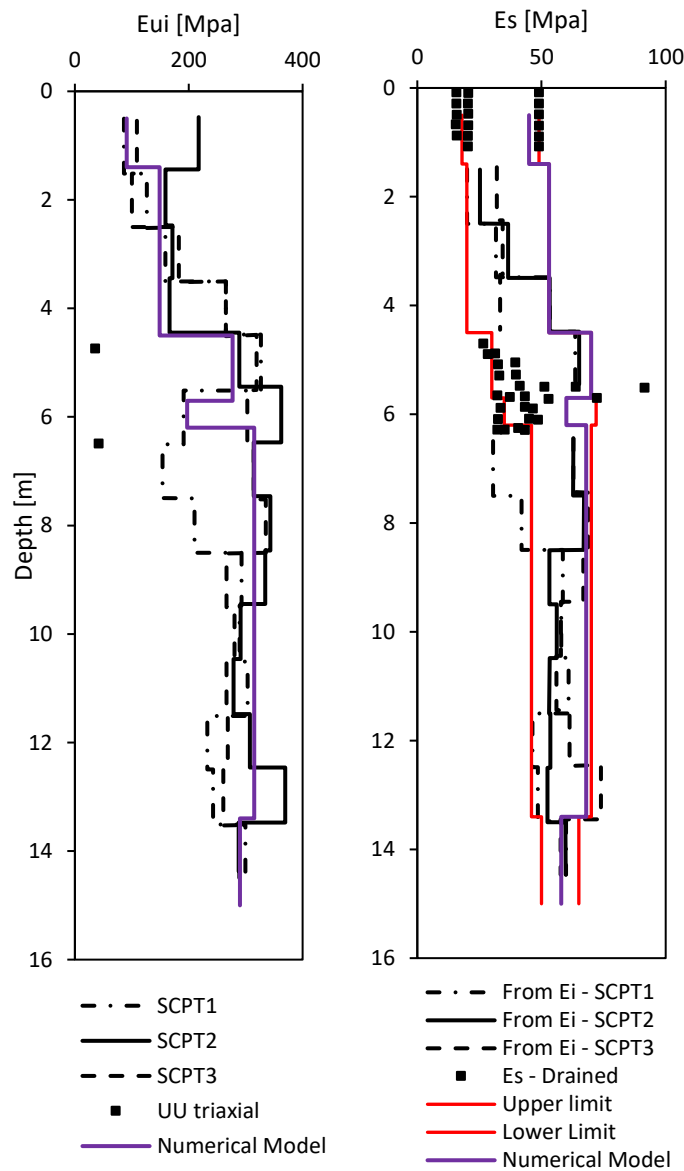 Eui [Mpa]
0 200 400
0
2
4
6
8
10
12
14
16
Depth [m]
SCPT1
SCPT2
SCPT3
UU triaxial
Numerical Model
Es [Mpa]
0 50 100
0
2
4
6
8
10
12
14
16
From Ei - SCPT1
From Ei - SCPT2
From Ei - SCPT3
Es - Drained
Upper limit
Lower Limit
Numerical Model